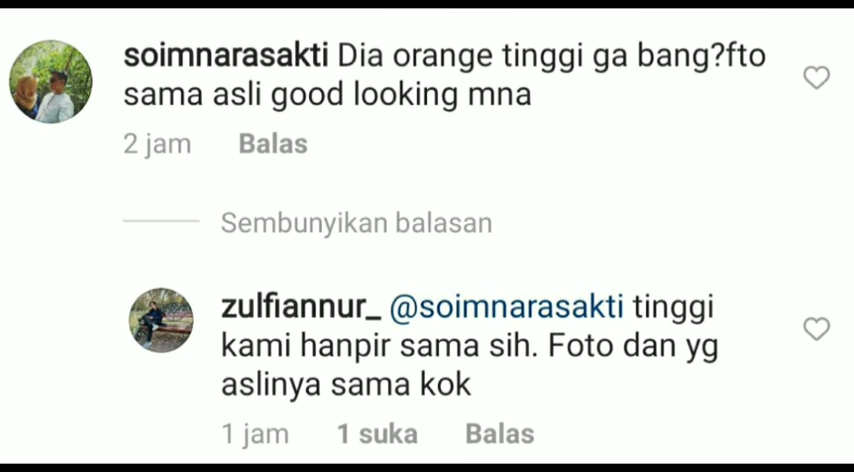 soimnarasakti Dia orange tinggi ga bang?fto
sama asli good looking mna
2 jam Balas
Sembunyikan balasan
zulfiannur_ @soimnarasakti tinggi
kami hanpir sama sih. Foto dan yg
aslinya sama kok
1 jam 1 suka Balas